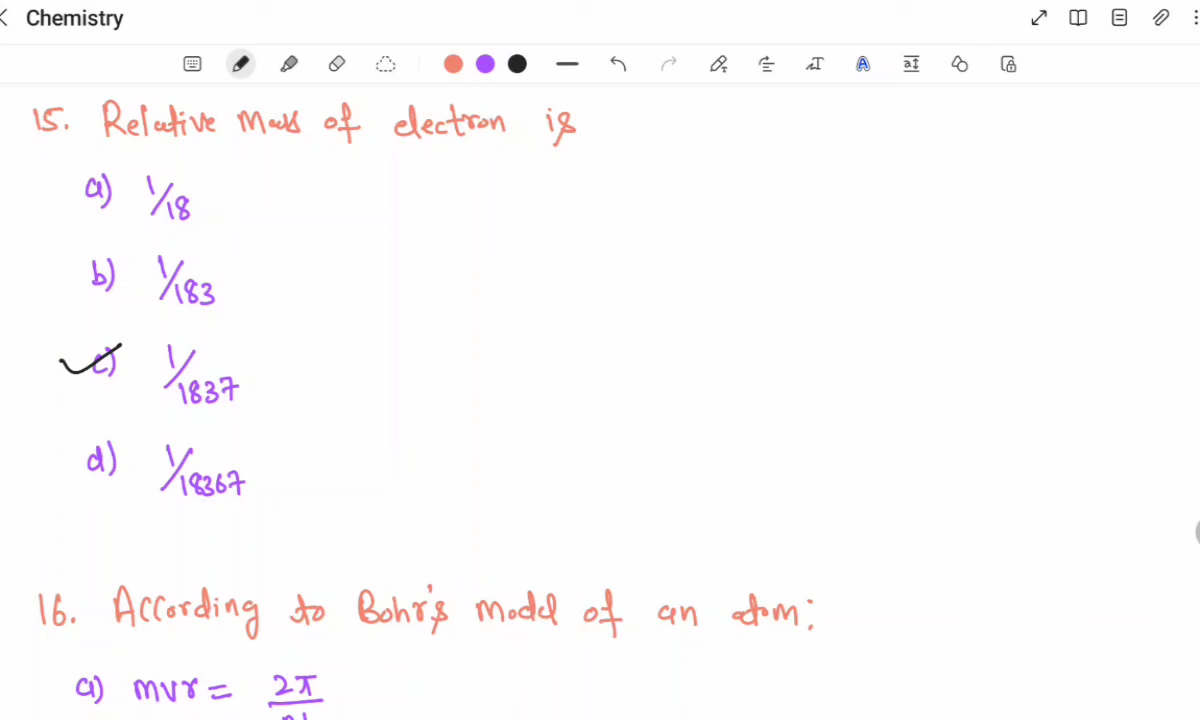 Chemistry
15. Relative Mass of electron is
a) 1/18
b) 1/183
c) 1/1837
d) 1/18367
16. According to Bohr's model of an atom:
a) mvr = 2π